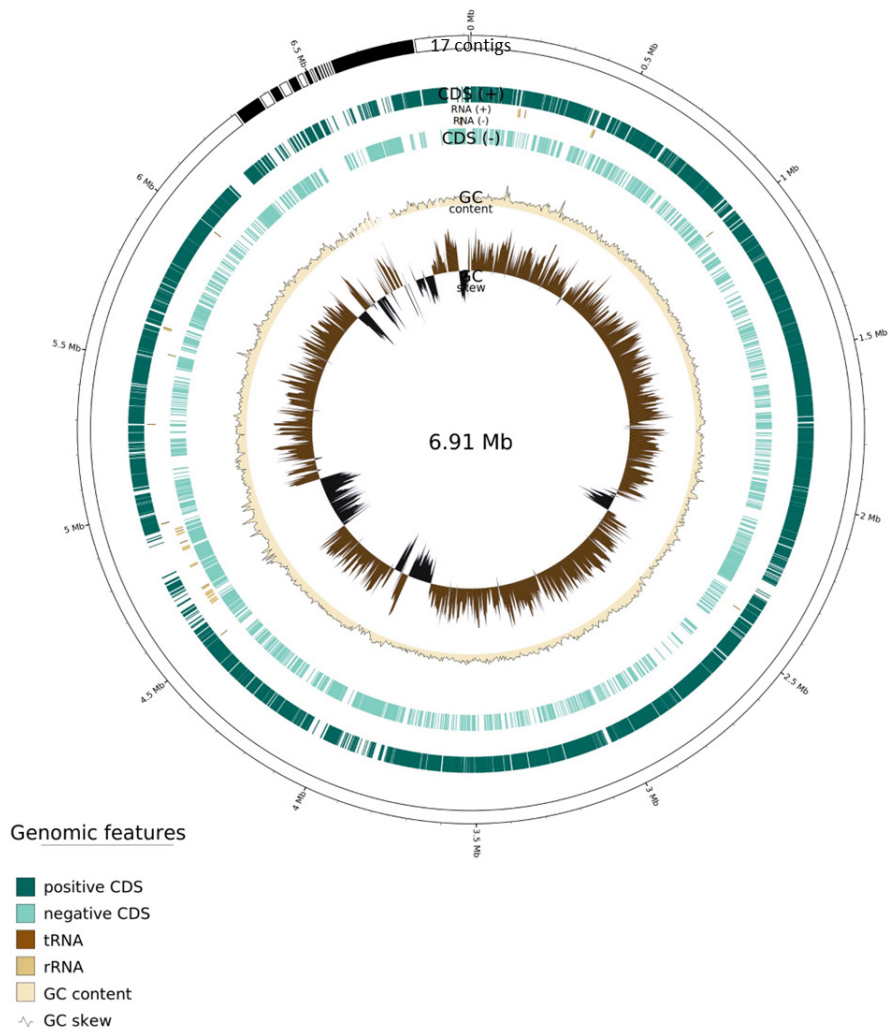 0 Mb
17 contigs
6.5 Mb
0.5 Mb
CDS (+)
RNA (+)
RNA (-)
CDS (-)
6 Mb
1 Mb
GC
content
GC
skew
5.5 Mb
1.5 Mb
6.91 Mb
5 Mb
2 Mb
4.5 Mb
2.5 Mb
4 Mb
3 Mb
3.5 Mb
Genomic features
positive CDS
negative CDS
tRNA
rRNA
GC content
GC skew